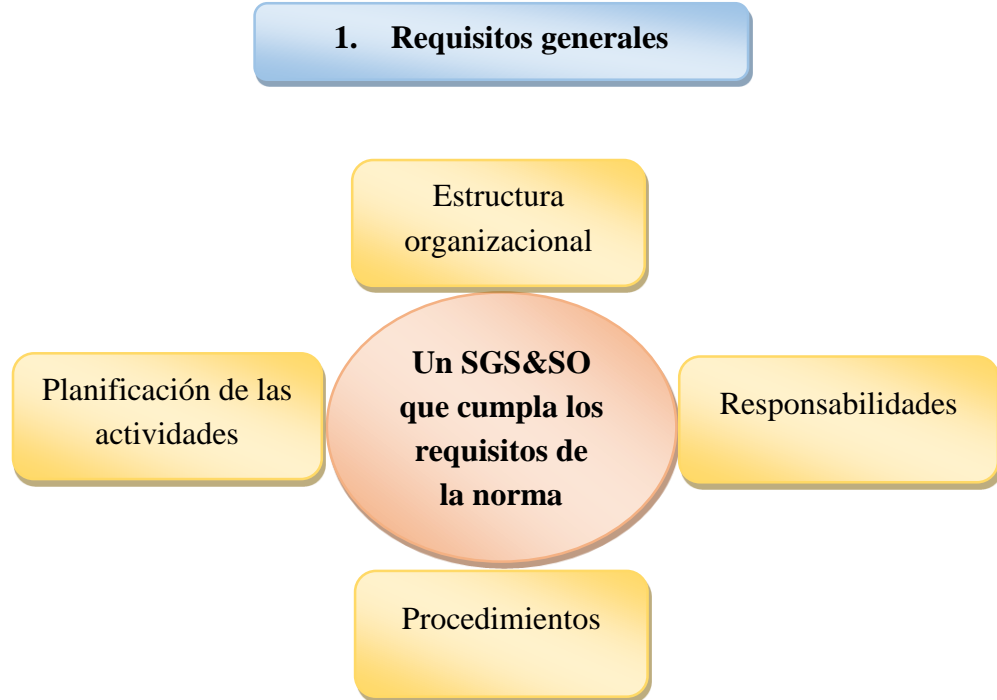 1. Requisitos generales
Estructura
organizacional
Un SGS&SO
que cumpla los
requisitos de
la norma
Planificación de las
actividades
Responsabilidades
Procedimientos